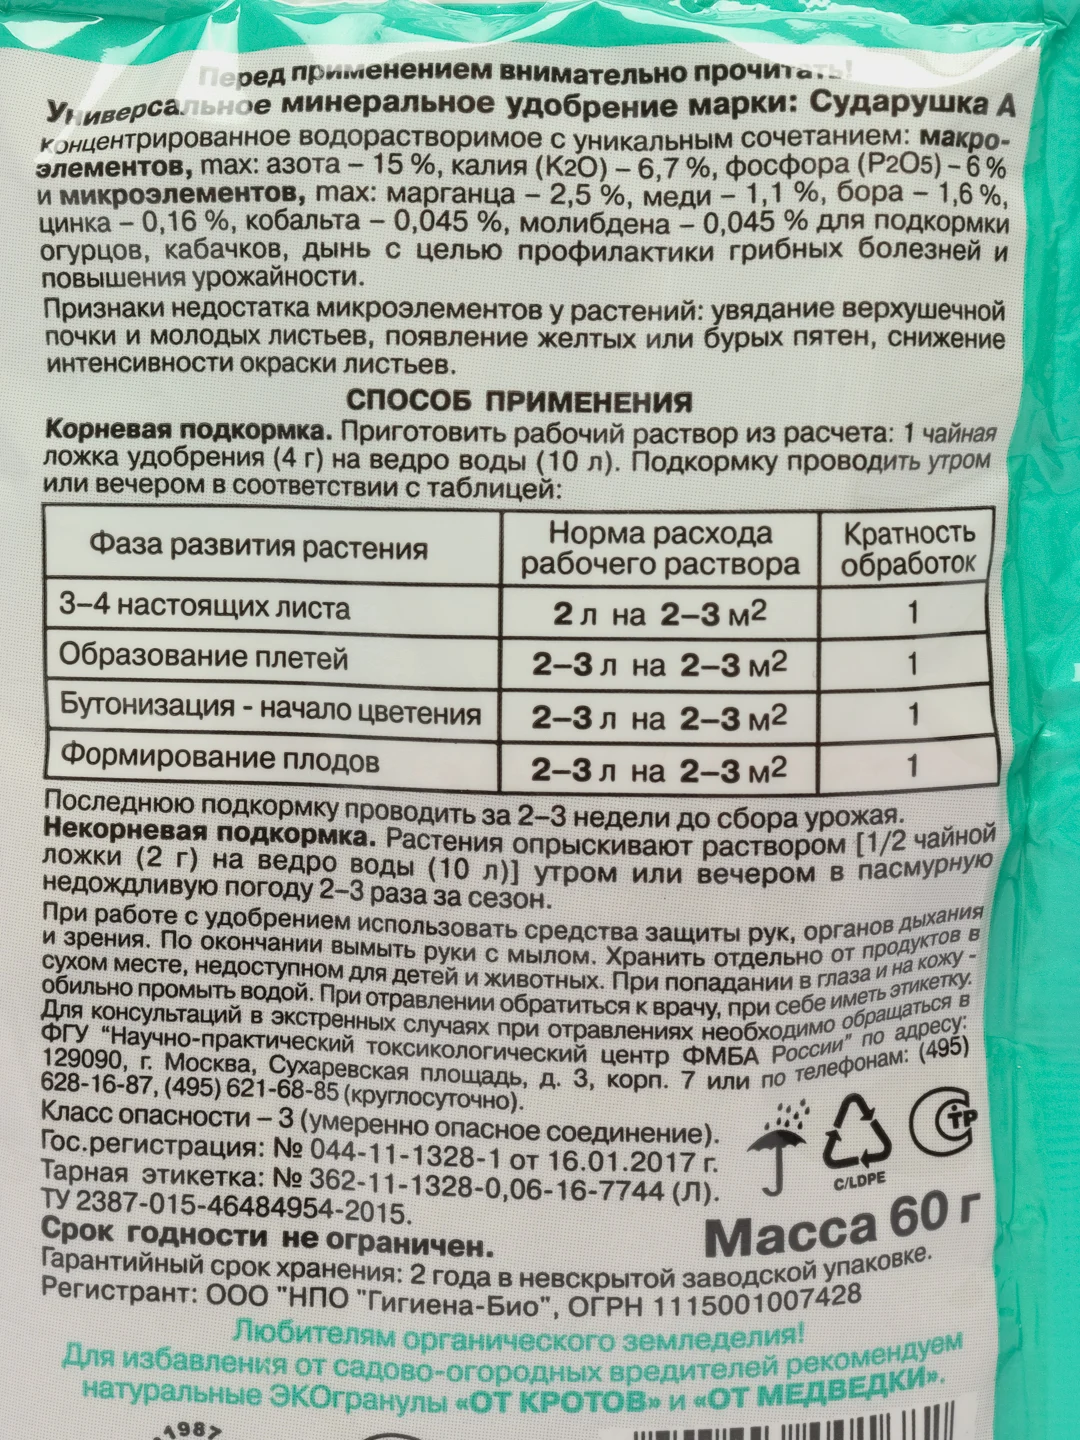 Перед применением внимательно прочитать!
Универсальное минеральное удобрение марки: Сударушка А
концентрированное водорастворимое с уникальным сочетанием: макро-
элементов, max: азота – 15 %, калия (K2O) – 6,7 %, фосфора (P2O5) – 6 %
и микроэлементов, max: марганца – 2,5 %, меди – 1,1 %, бора – 1,6 %,
цинка – 0,16 %, кобальта – 0,045 %, молибдена – 0,045 % для подкормки
огурцов, кабачков, дынь с целью профилактики грибных болезней и
повышения урожайности.
Признаки недостатка микроэлементов у растений: увядание верхушечной
почки и молодых листьев, появление желтых или бурых пятен, снижение
интенсивности окраски листьев.
СПОСОБ ПРИМЕНЕНИЯ
Корневая подкормка. Приготовить рабочий раствор из расчета: 1 чайная
ложка удобрения (4 г) на ведро воды (10 л). Подкормку проводить утром
или вечером в соответствии с таблицей:
Фаза развития растения Норма расхода рабочего раствора Кратность обработок
3–4 настоящих листа 2 л на 2–3 м2 1
Образование плетей 2–3 л на 2–3 м2 1
Бутонизация - начало цветения 2–3 л на 2–3 м2 1
Формирование плодов 2–3 л на 2–3 м2 1
Последнюю подкормку проводить за 2–3 недели до сбора урожая.
Некорневая подкормка. Растения опрыскивают раствором [1/2 чайной
ложки (2 г) на ведро воды (10 л)] утром или вечером в пасмурную
недождливую погоду 2–3 раза за сезон.
При работе с удобрением использовать средства защиты рук, органов дыхания
и зрения. По окончании вымыть руки с мылом. Хранить отдельно от продуктов в
сухом месте, недоступном для детей и животных. При попадании в глаза и на кожу -
обильно промыть водой. При отравлении обратиться к врачу, при себе иметь этикетку.
Для консультаций в экстренных случаях при отравлениях необходимо обращаться в
ФГУ "Научно-практический токсикологический центр ФМБА России" по адресу:
129090, г. Москва, Сухаревская площадь, д. 3, корп. 7 или по телефонам: (495)
628-16-87, (495) 621-68-85 (круглосуточно).
Класс опасности – 3 (умеренно опасное соединение).
Гос.регистрация: № 044-11-1328-1 от 16.01.2017 г.
Тарная этикетка: № 362-11-1328-0,06-16-7744 (Л).
ТУ 2387-015-46484954-2015.
ТР
C/LDPE
Масса 60 г
Срок годности не ограничен.
Гарантийный срок хранения: 2 года в невскрытой заводской упаковке.
Регистрант: ООО "НПО "Гигиена-Био", ОГРН 1115001007428
Любителям органического земледелия!
Для избавления от садово-огородных вредителей рекомендуем
натуральные ЭКОгранулы «ОТ КРОТОВ» и «ОТ МЕДВЕДКИ».
1987